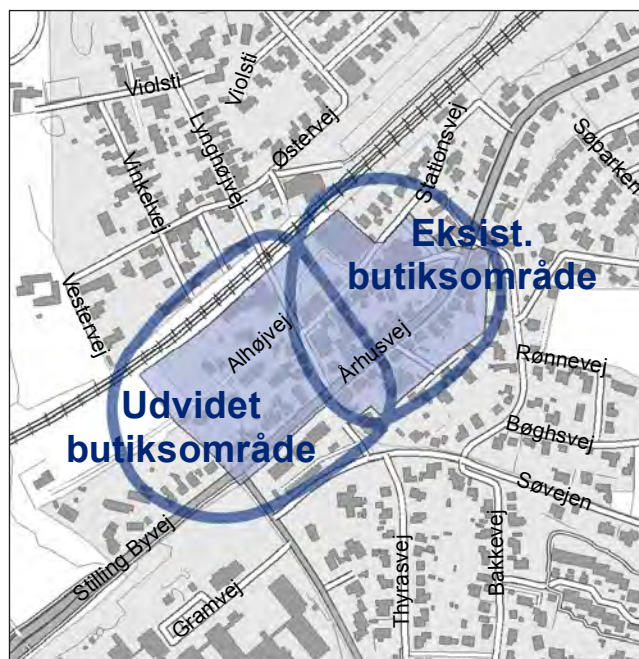 Violsti
Violsti
Lynghøjvej
Østervej
Vinkelvej
Stationsvej
Søbarken
Eksist.
butiksområde
Vestervej
Alhøjvej
Århusvej
Rønnevej
Udvidet
butiksområde
Bøghsvej
Søvejen
Stilling Byvej
Gramvej
Thyrasvej
Bakkevej